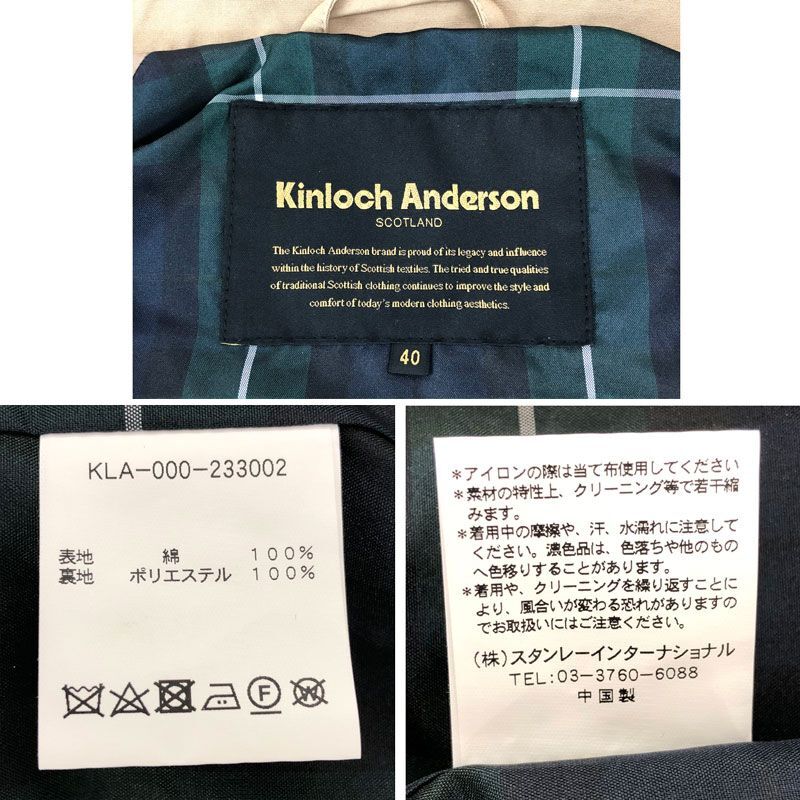 Kinloch Anderson
SCOTLAND
The Kinloch Anderson brand is proud of its legacy and influence
within the history of Scottish textiles. The tried and true qualities
of traditional Scottish clothing continues to improve the style and
comfort of today's modern clothing aesthetics.
40
KLA-000-233002
表地 綿 100%
裏地 ポリエステル 100%
F
W
*アイロンの際は当て布使用してください
*素材の特性上、クリーニング等で若干縮
みます。
*着用中の摩擦や、汗、水濡れに注意して
ください。濃色品は、色落ちや他のもの
へ色移りすることがあります。
*着用や、クリーニングを繰り返すことに
より、風合いが変わる恐れがありますの
でお取扱いにはご注意ください。
(株)スタンレーインターナショナル
TEL:03-3760-6088
中国製